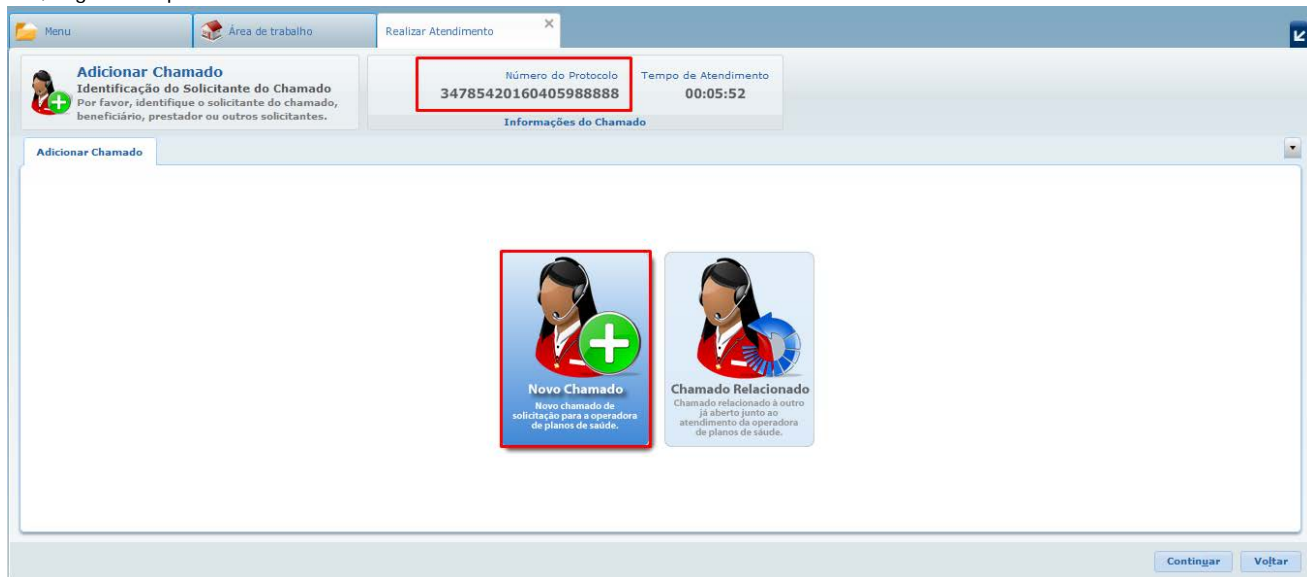 Menu
Área de trabalho
Realizar Atendimento
Adicionar Chamado
Identificação do Solicitante do Chamado
Por favor, identifique o solicitante do chamado,
beneficiário, prestador ou outros solicitantes.
Número do Protocolo
34785420160405988888
Tempo de Atendimento
00:05:52
Informações do Chamado
Adicionar Chamado
Novo Chamado
Novo chamado de
solicitação para a operadora
de planos de saúde.
Chamado Relacionado
Chamado relacionado à outro
já aberto junto ao
atendimento da operadora
de planos de sáude.
Continuar
Voltar